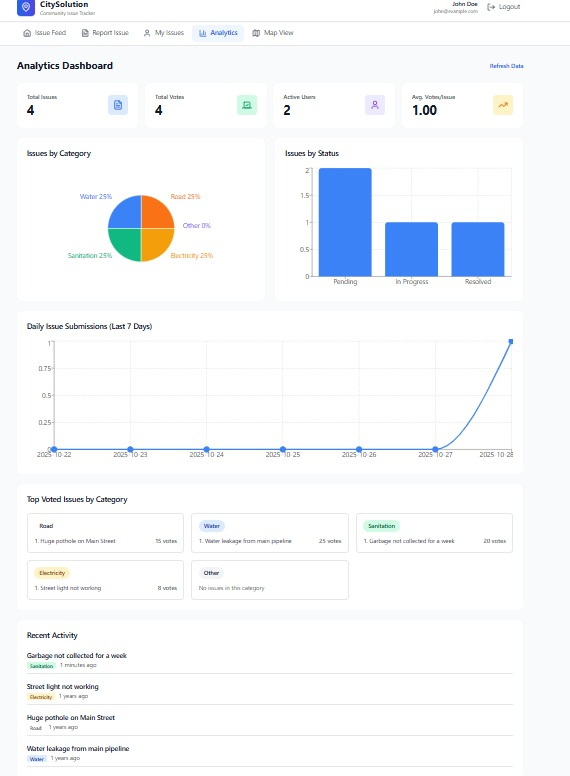 CitySolution
Community Issue Tracker
John Doe
john@example.com
Logout
Issue Feed
Report Issue
My Issues
Analytics
Map View
Analytics Dashboard
Refresh Data
Total Issues
4
Total Votes
4
Active Users
2
Avg. Votes/Issue
1.00
Issues by Category
Water 25%
Road 25%
Other 0%
Sanitation 25%
Electricity 25%
Issues by Status
2
1.5
1
0.5
0
Pending
In Progress
Resolved
Daily Issue Submissions (Last 7 Days)
1
0.75
0.5
0.25
0
2025-10-22
2025-10-23
2025-10-24
2025-10-25
2025-10-26
2025-10-27
2025-10-28
Top Voted Issues by Category
Road
1. Huge pothole on Main Street 15 votes
Water
1. Water leakage from main pipeline 25 votes
Sanitation
1. Garbage not collected for a week 20 votes
Electricity
1. Street light not working 8 votes
Other
No issues in this category
Recent Activity
Garbage not collected for a week
Sanitation 1 minutes ago
Street light not working
Electricity 1 years ago
Huge pothole on Main Street
Road 1 years ago
Water leakage from main pipeline
Water 1 years ago